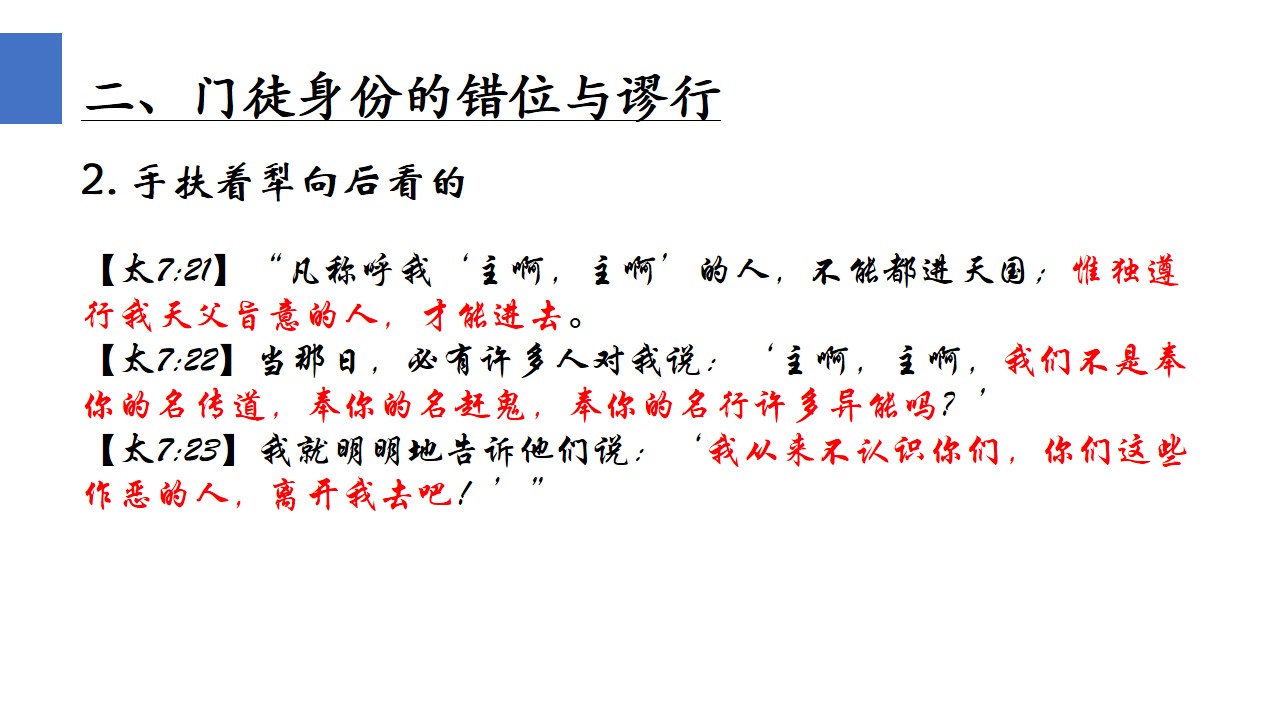 二、门徒身份的错位与谬行
2. 手扶着犁向后看的
【太7:21】“凡称呼我‘主啊，主啊’的人，不能都进天国；惟独遵
行我天父旨意的人，才能进去。
【太7:22】当那日，必有许多人对我说：‘主啊，主啊，我们不是奉
你的名传道，奉你的名赶鬼，奉你的名行许多异能吗？’
【太7:23】我就明明地告诉他们说：‘我从来不认识你们，你们这些
作恶的人，离开我去吧！’”